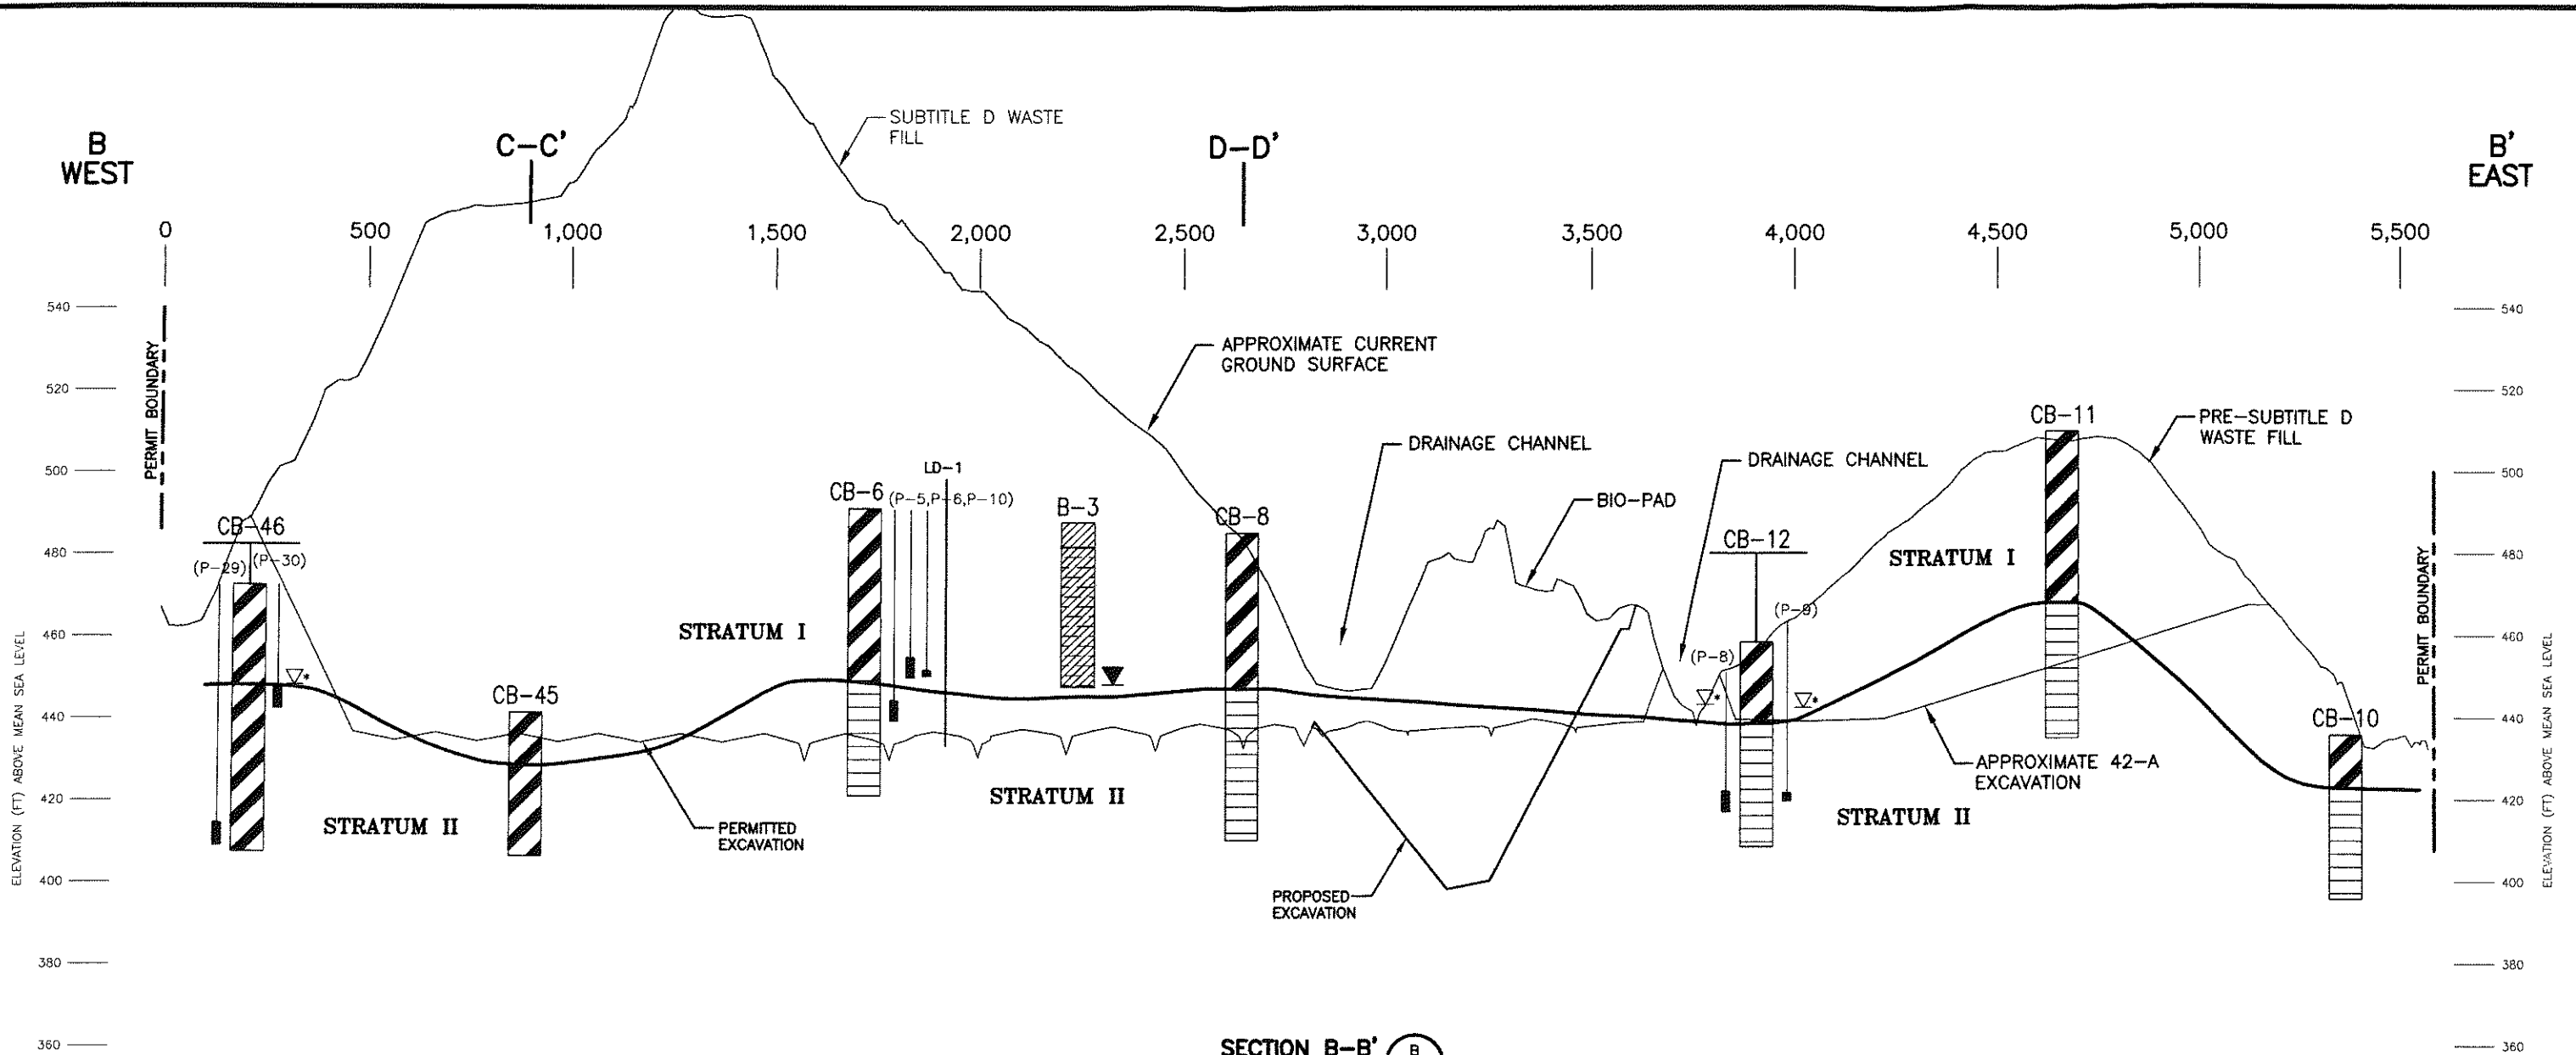 SUBTITLE D WASTE
FILL
B
WEST
C-C'
D-D'
B'
EAST
0
500
1,000
1,500
2,000
2,500
3,000
3,500
4,000
4,500
5,000
5,500
540
540
PERMIT BOUNDARY
APPROXIMATE CURRENT
GROUND SURFACE
520
520
CB-11
PRE-SUBTITLE D
WASTE FILL
DRAINAGE CHANNEL
DRAINAGE CHANNEL
500
500
LD-1
CB-6
(P-5,P-6,P-10)
B-3
BIO-PAD
CB-46
CB-8
CB-12
480
480
(P-29)
(P-30)
STRATUM I
PERMIT BOUNDARY
(P-9)
460
460
STRATUM I
(P-8)
*
*
*
CB-45
440
440
CB-10
ELEVATION (FT) ABOVE MEAN SEA LEVEL
ELEVATION (FT) ABOVE MEAN SEA LEVEL
APPROXIMATE 42-A
EXCAVATION
420
420
STRATUM II
STRATUM II
STRATUM II
PERMITTED
EXCAVATION
400
400
PROPOSED
EXCAVATION
380
380
360
360
SECTION B-B'
B